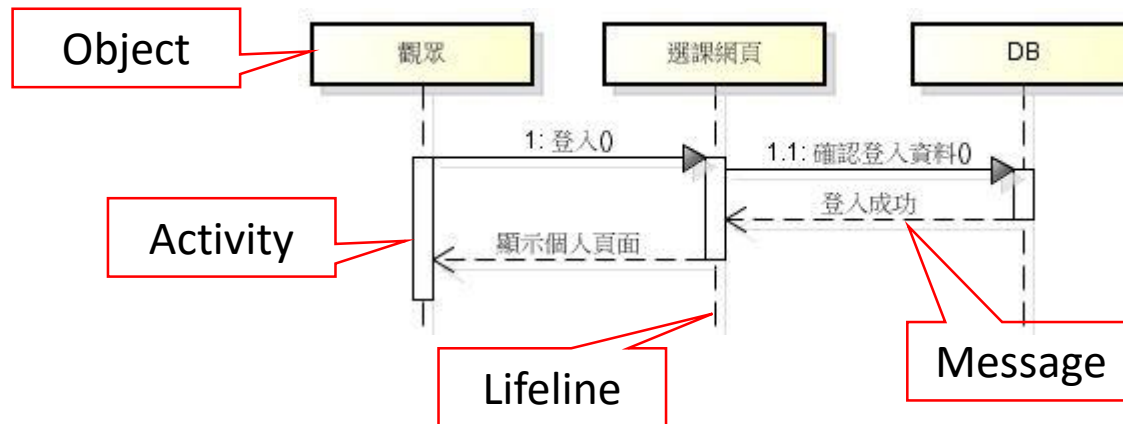 Object
觀眾
選課網頁
DB
1: 登入()
1.1: 確認登入資料()
登入成功
Activity
顯示個人頁面
Lifeline
Message